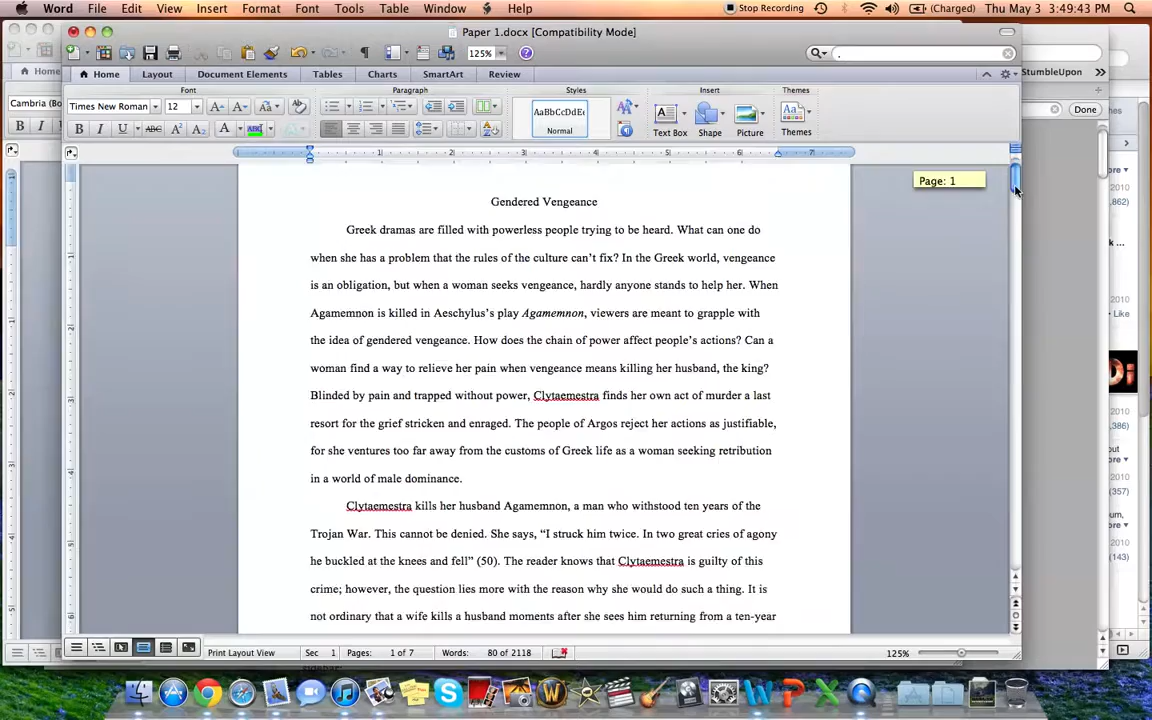 Word File Edit View Insert Format Font Tools Table Window Help Stop Recording (Charged) Thu May 3 3:49:43 PM
Paper 1.docx [Compatibility Mode]
125%
Home Layout Document Elements Tables Charts SmartArt Review
Font Paragraph Styles Insert Themes
Times New Roman 12
AaBbCcDdEe
Normal
Text Box Shape Picture Themes
Home
Cambria (Bo
StumbleUpon
Done
Page: 1
Gendered Vengeance
Greek dramas are filled with powerless people trying to be heard. What can one do
when she has a problem that the rules of the culture can't fix? In the Greek world, vengeance
is an obligation, but when a woman seeks vengeance, hardly anyone stands to help her. When
Agamemnon is killed in Aeschylus's play Agamemnon, viewers are meant to grapple with
the idea of gendered vengeance. How does the chain of power affect people's actions? Can a
woman find a way to relieve her pain when vengeance means killing her husband, the king?
Blinded by pain and trapped without power, Clytaemestra finds her own act of murder a last
resort for the grief stricken and enraged. The people of Argos reject her actions as justifiable,
for she ventures too far away from the customs of Greek life as a woman seeking retribution
in a world of male dominance.
Clytaemestra kills her husband Agamemnon, a man who withstood ten years of the
Trojan War. This cannot be denied. She says, “I struck him twice. In two great cries of agony
he buckled at the knees and fell” (50). The reader knows that Clytaemestra is guilty of this
crime; however, the question lies more with the reason why she would do such a thing. It is
not ordinary that a wife kills a husband moments after she sees him returning from a ten-year
Print Layout View Sec 1 Pages: 1 of 7 Words: 80 of 2118 125%